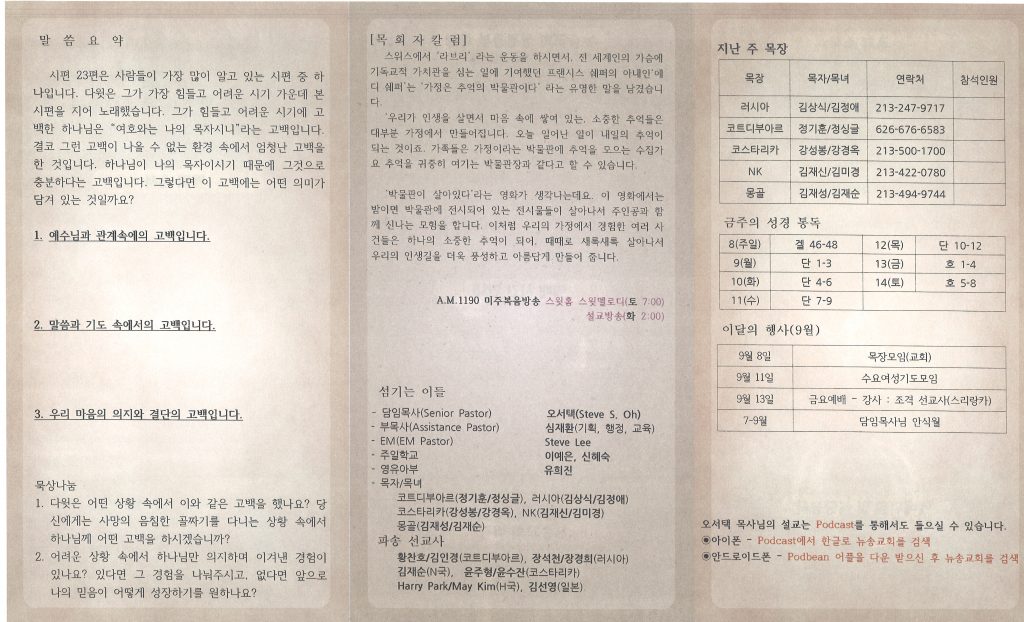 말 씀 요 약
시편 23편은 사람들이 가장 많이 알고 있는 시편 중 하
나입니다. 다윗은 그가 가장 힘들고 어려운 시기 가운데 본
시편을 지어 노래했습니다. 그가 힘들고 어려운 시기에 고
백한 하나님은 “여호와는 나의 목자시니”라는 고백입니다.
결코 그런 고백이 나올 수 없는 환경 속에서 엄청난 고백을
한 것입니다. 하나님이 나의 목자이시기 때문에 그것으로
충분하다는 고백입니다. 그렇다면 이 고백에는 어떤 의미가
담겨 있는 것일까요?
1. 예수님과 관계속에의 고백입니다.
2. 말씀과 기도 속에서의 고백입니다.
3. 우리 마음의 의지와 결단의 고백입니다.
묵상나눔
1. 다윗은 어떤 상황 속에서 이와 같은 고백을 했나요? 당
신에게는 사망의 음침한 골짜기를 다니는 상황 속에서
하나님께 어떤 고백을 하시겠습니까?
2. 어려운 상황 속에서 하나님만 의지하며 이겨낸 경험이
있나요? 있다면 그 경험을 나눠주시고, 없다면 앞으로
나의 믿음이 어떻게 성장하기를 원하나요?
[목 회 자 칼 럼]
스위스에서 '라브리' 라는 운동을 하시면서, 전 세계인의 가슴에
기독교적 가치관을 심는 일에 기여했던 프랜시스 쉐퍼의 아내인'에
디 쉐퍼'는 '가정은 추억의 박물관이다' 라는 유명한 말을 남겼습니
다.
'우리가 인생을 살면서 마음 속에 쌓여 있는, 소중한 추억들은
대부분 가정에서 만들어집니다. 오늘 일어난 일이 내일의 추억이
되는 것이죠. 가족들은 가정이라는 박물관에 추억을 모으는 수집가
요 추억을 귀중히 여기는 박물관장과 같다고 할 수 있습니다.
'박물관이 살아있다'라는 영화가 생각나는데요. 이 영화에서는
밤이면 박물관에 전시되어 있는 전시물들이 살아나서 주인공과 함
께 신나는 모험을 합니다. 이처럼 우리의 가정에서 경험한 여러 사
건들은 하나의 소중한 추억이 되어, 때때로 새록새록 살아나서
우리의 인생길을 더욱 풍성하고 아름답게 만들어 줍니다.
A.M.1190 미주복음방송 스윗홈 스윗멜로디(토 7:00)
설교방송(화 2:00)
섬기는 이들
- 담임목사(Senior Pastor) 오서택(Steve S, Oh)
- 부목사(Assistance Pastor) 심재환(기획, 행정, 교육)
- EM(EM Pastor) Steve Lee
- 주일학교 이예은, 신혜숙
- 영유아부 유희진
- 목자/목녀
코트디부아르(정기훈/정싱글), 러시아(김상식/김정애)
코스타리카(강성봉/강경옥), NK(김재신/김미경)
몽골(김재성/김재순)
파송 선교사
황찬호/김인경(코트디부아르), 장석천/장경희(러시아)
김재순(N국), 윤주형/윤수잔(코스타리카)
Harry Park/May Kim(H국), 김선영(일본)
지난 주 목장
목장 목자/목녀 연락처 참석인원
러시아 김상식/김정애 213-247-9717
코트디부아르 정기훈/정싱글 626-676-6583
코스타리카 강성봉/강경옥 213-500-1700
NK 김재신/김미경 213-422-0780
몽골 김재성/김재순 213-494-9744
금주의 성경 통독
8(주일) 겔 46-48 12(목) 단 10-12
9(월) 단 1-3 13(금) 호 1-4
10(화) 단 4-6 14(토) 호 5-8
11(수) 단 7-9
이달의 행사(9월)
9월 8일 목장모임(교회)
9월 11일 수요여성기도모임
9월 13일 금요예배 - 강사 : 조격 선교사(스리랑카)
7-9월 담임목사님 안식월
오서택 목사님의 설교는 Podcast를 통해서도 들으실 수 있습니다.
◉아이폰 - Podcast에서 한글로 뉴송교회를 검색
◉안드로이드폰 - Podbean 어플을 다운 받으신 후 뉴송교회를 검색